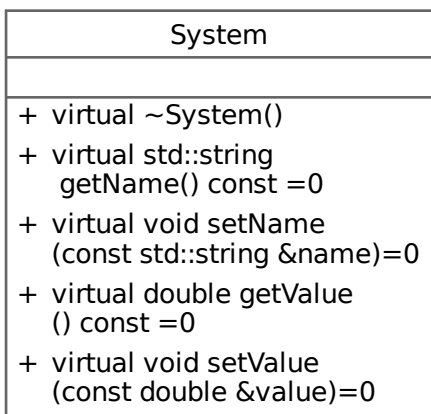 System
+ virtual ~System()
+ virtual std::string
getName() const =0
+ virtual void setName
(const std::string &name)=0
+ virtual double getValue
() const =0
+ virtual void setValue
(const double &value)=0